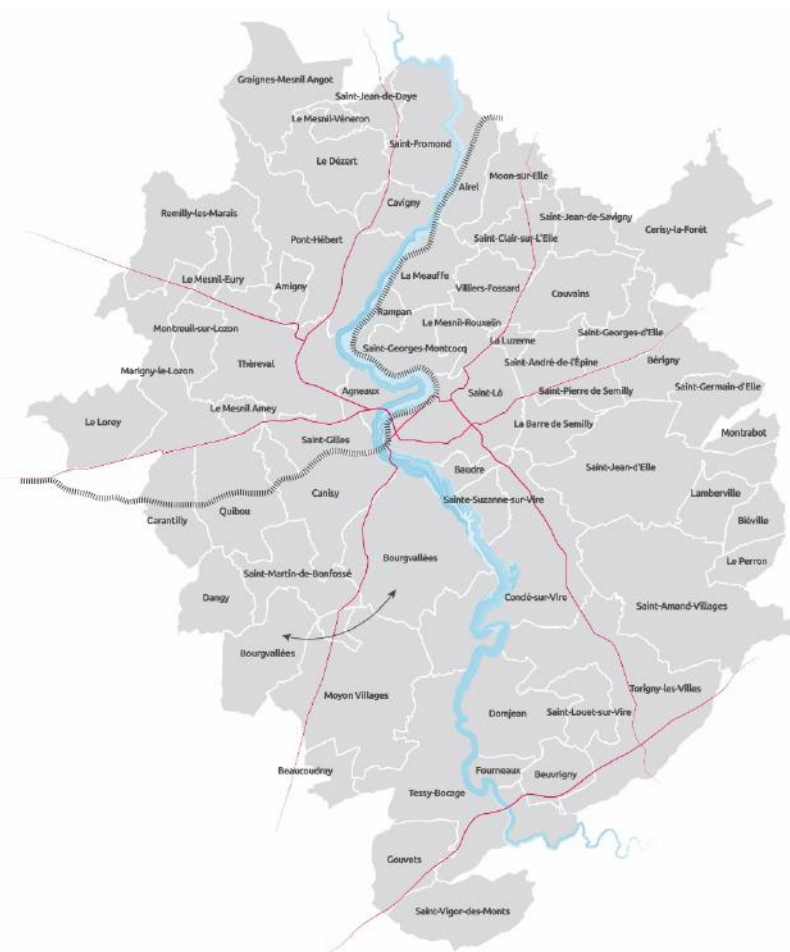 Graignes-Mesnil Angot
Saint-Jean-de-Daye
Le Mesnil-Véneron
Saint-Fromond
Le Dézert
Moon-sur-Elle
Airel
Cavigny
Remilly-les-Marais
Saint-Jean-de-Savigny
Cerisy-la-Forêt
Pont-Hébert
Saint-Clair-sur-L'Elle
La Meauffe
Le Mesnil-Eury
Amigny
Villiers-Fossard
Couvains
Rampan
Le Mesnil-Rouxelin
Montreuil-sur-Lozon
Saint-Georges-d'Elle
La Luzerne
Saint-Georges-Montcocq
Bérigny
Thèreval
Saint-André-de-l'Épine
Marigny-le-Lozon
Saint-Germain-d'Elle
Agneaux
Saint-Lô
Saint-Pierre de Semilly
Le Mesnil Amey
Le Lorey
La Barre de Semilly
Montrabot
Saint-Gilles
Baudre
Saint-Jean-d'Elle
Canisy
Lamberville
Sainte-Suzanne-sur-Vire
Quibou
Carantilly
Biéville
Bourgvallées
Le Perron
Saint-Martin-de-Bonfossé
Dangy
Condé-sur-Vire
Saint-Amand-Villages
Bourgvallées
Torigny-les-Villes
Moyon Villages
Domjean
Saint-Louet-sur-Vire
Beaucoudray
Fourneaux
Beuvrigny
Tessy-Bocage
Gouvets
Saint-Vigor-des-Monts